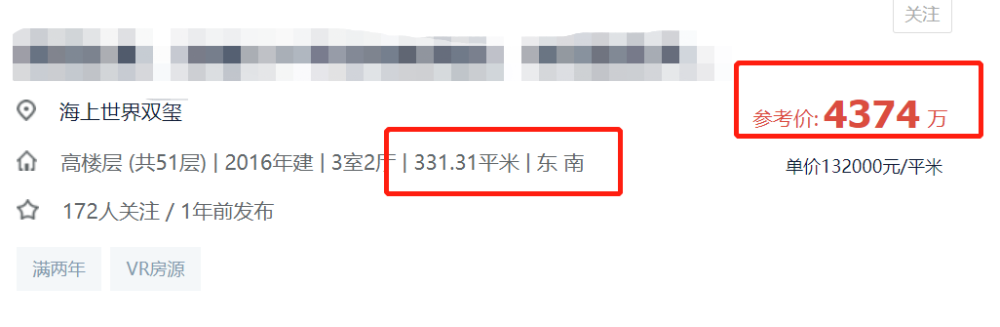 关注
海上世界双玺
参考价: 4374 万
高楼层 (共51层) | 2016年建 | 3室2厅 | 331.31平米 | 东 南
单价132000元/平米
172人关注 / 1年前发布
满两年 VR房源